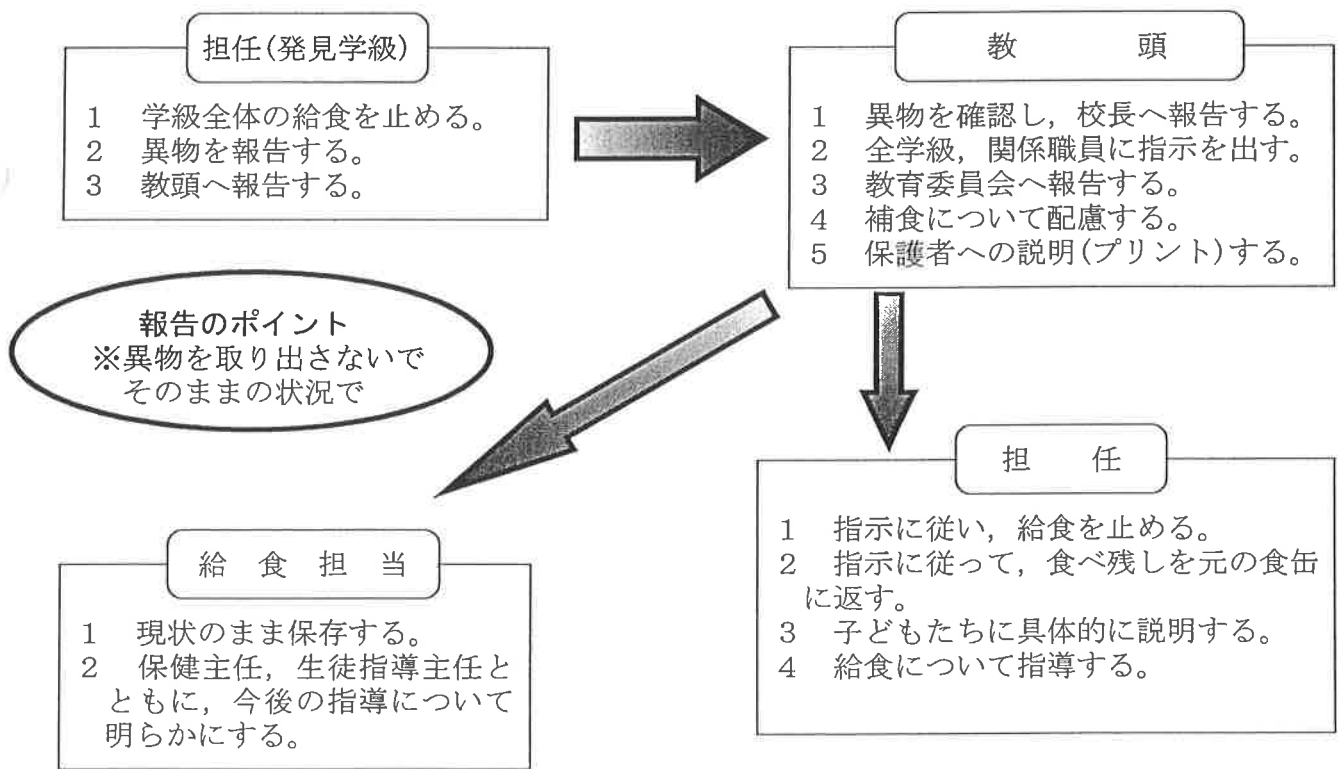 担任(発見学級)
1 学級全体の給食を止める。
2 異物を報告する。
3 教頭へ報告する。
教 頭
1 異物を確認し，校長へ報告する。
2 全学級，関係職員に指示を出す。
3 教育委員会へ報告する。
4 補食について配慮する。
5 保護者への説明(プリント)する。
報告のポイント
※異物を取り出さないで
そのままの状況で
給 食 担 当
1 現状のまま保存する。
2 保健主任，生徒指導主任と
ともに，今後の指導について
明らかにする。
担 任
1 指示に従い，給食を止める。
2 指示に従って，食べ残しを元の食缶
に返す。
3 子どもたちに具体的に説明する。
4 給食について指導する。